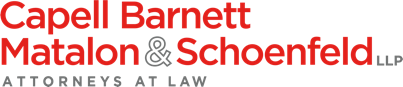 Capell Barnett
Matalon & Schoenfeld LLP
ATTORNEYS AT LAW